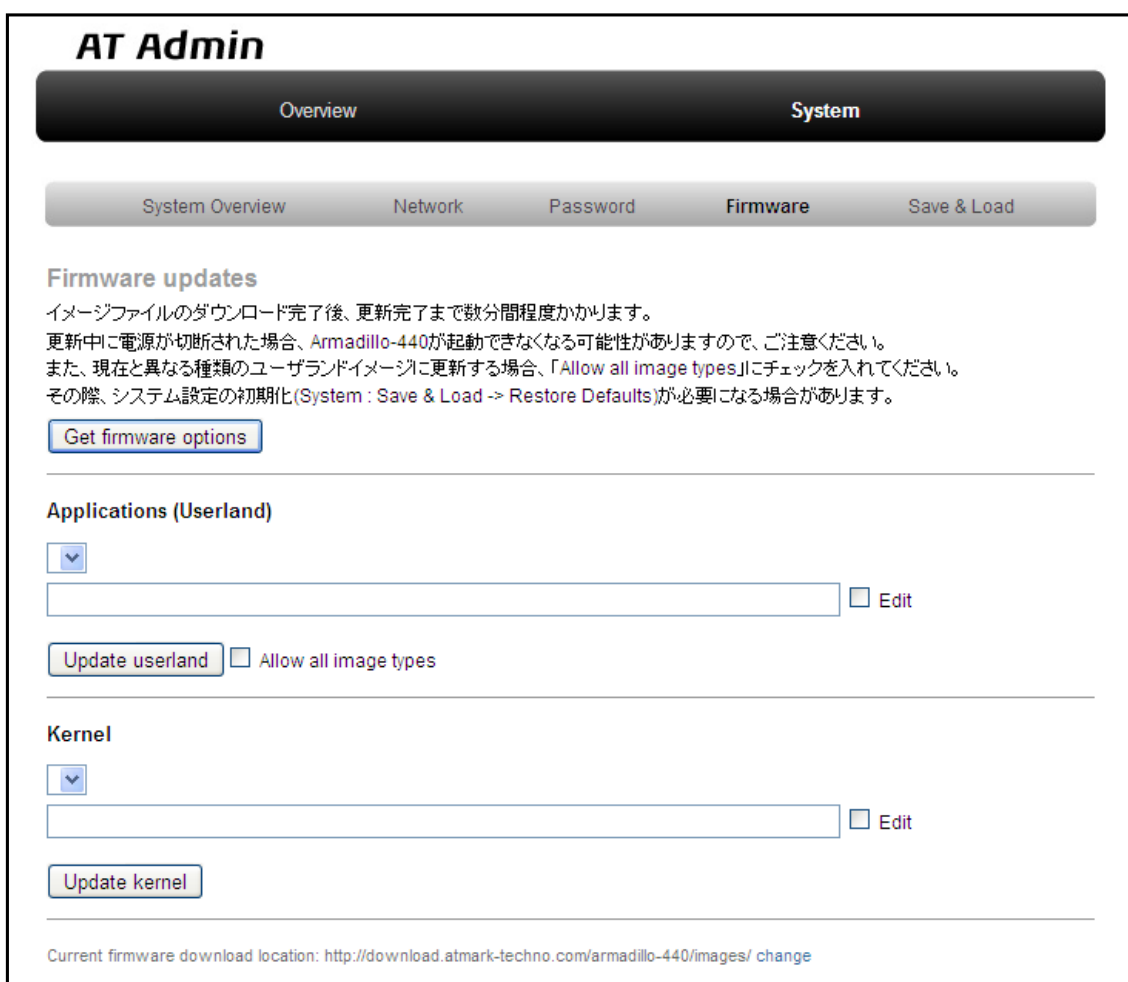 AT Admin
Overview System
System Overview Network Password Firmware Save & Load
Firmware updates
イメージファイルのダウンロード完了後、更新完了まで数分間程度かかります。
更新中に電源が切断された場合、Armadillo-440が起動できなくなる可能性がありますので、ご注意ください。
また、現在と異なる種類のユーザランドイメージに更新する場合、「Allow all image types」にチェックを入れてください。
その際、システム設定の初期化(System : Save & Load -> Restore Defaults)が必要になる場合があります。
Get firmware options
Applications (Userland)
Edit
Update userland Allow all image types
Kernel
Edit
Update kernel
Current firmware download location: http://download.atmark-techno.com/armadillo-440/images/ change